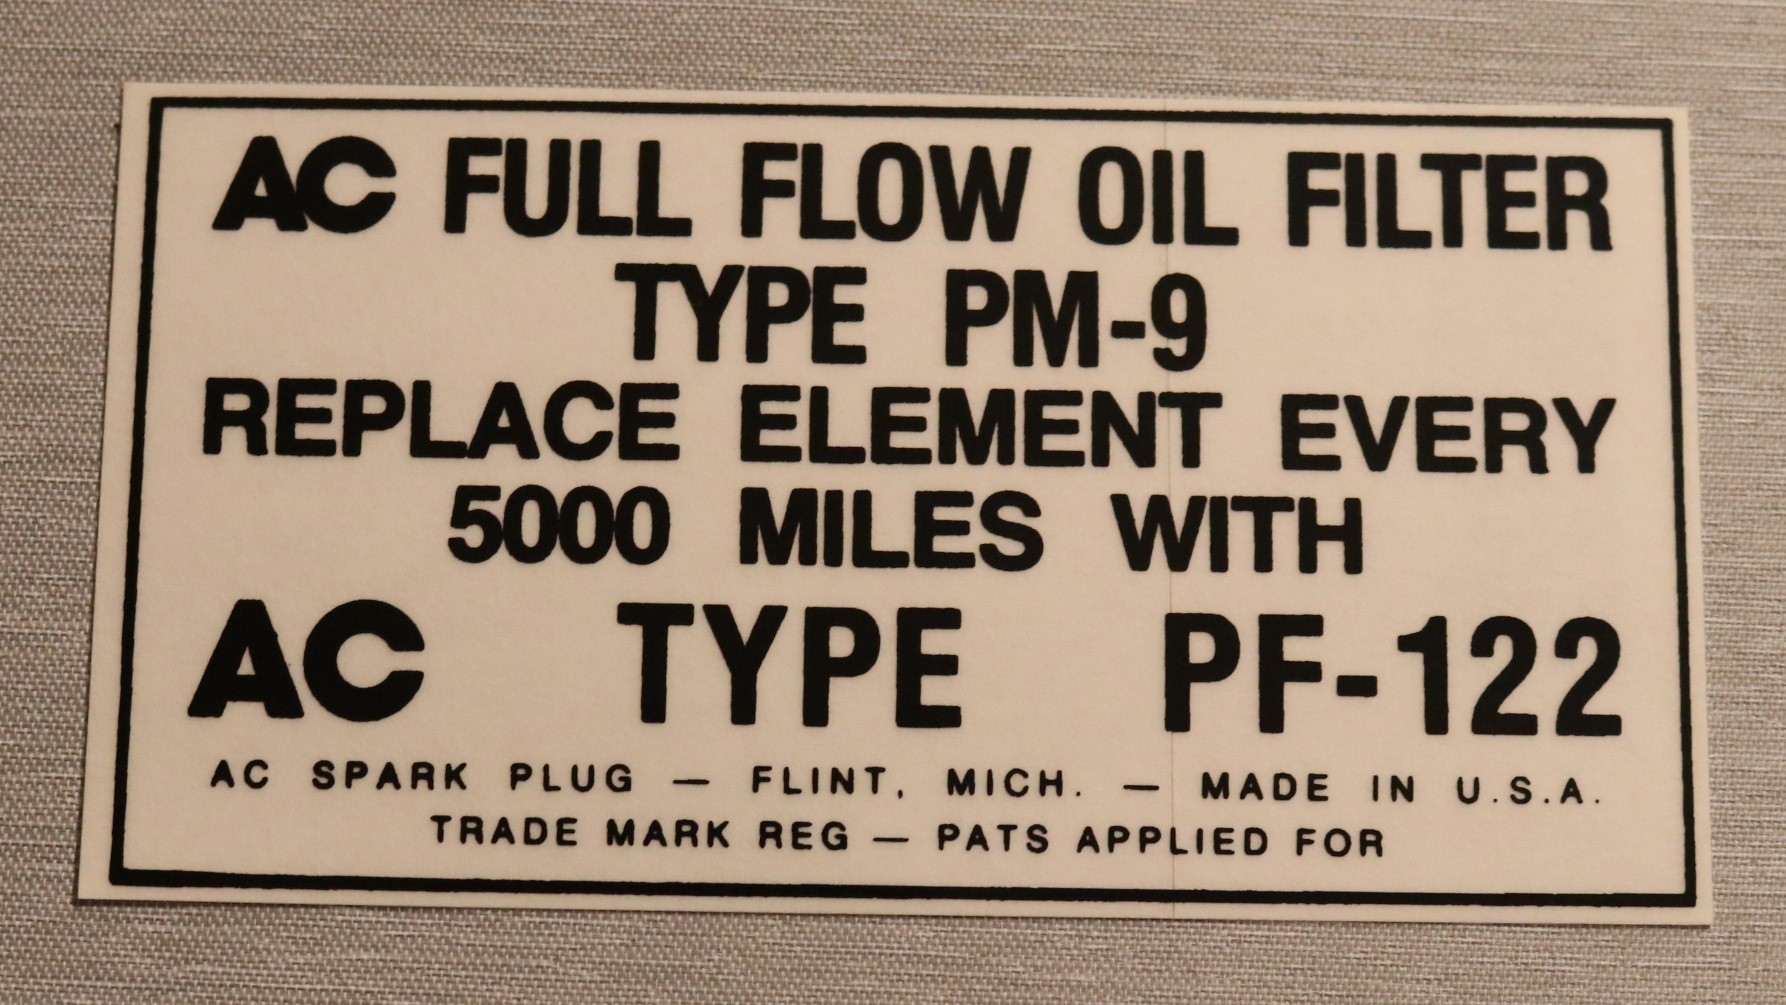 AC FULL FLOW OIL FILTER
TYPE PM-9
REPLACE ELEMENT EVERY
5000 MILES WITH
AC TYPE PF-122
AC SPARK PLUG — FLINT, MICH. — MADE IN U.S.A.
TRADE MARK REG — PATS APPLIED FOR